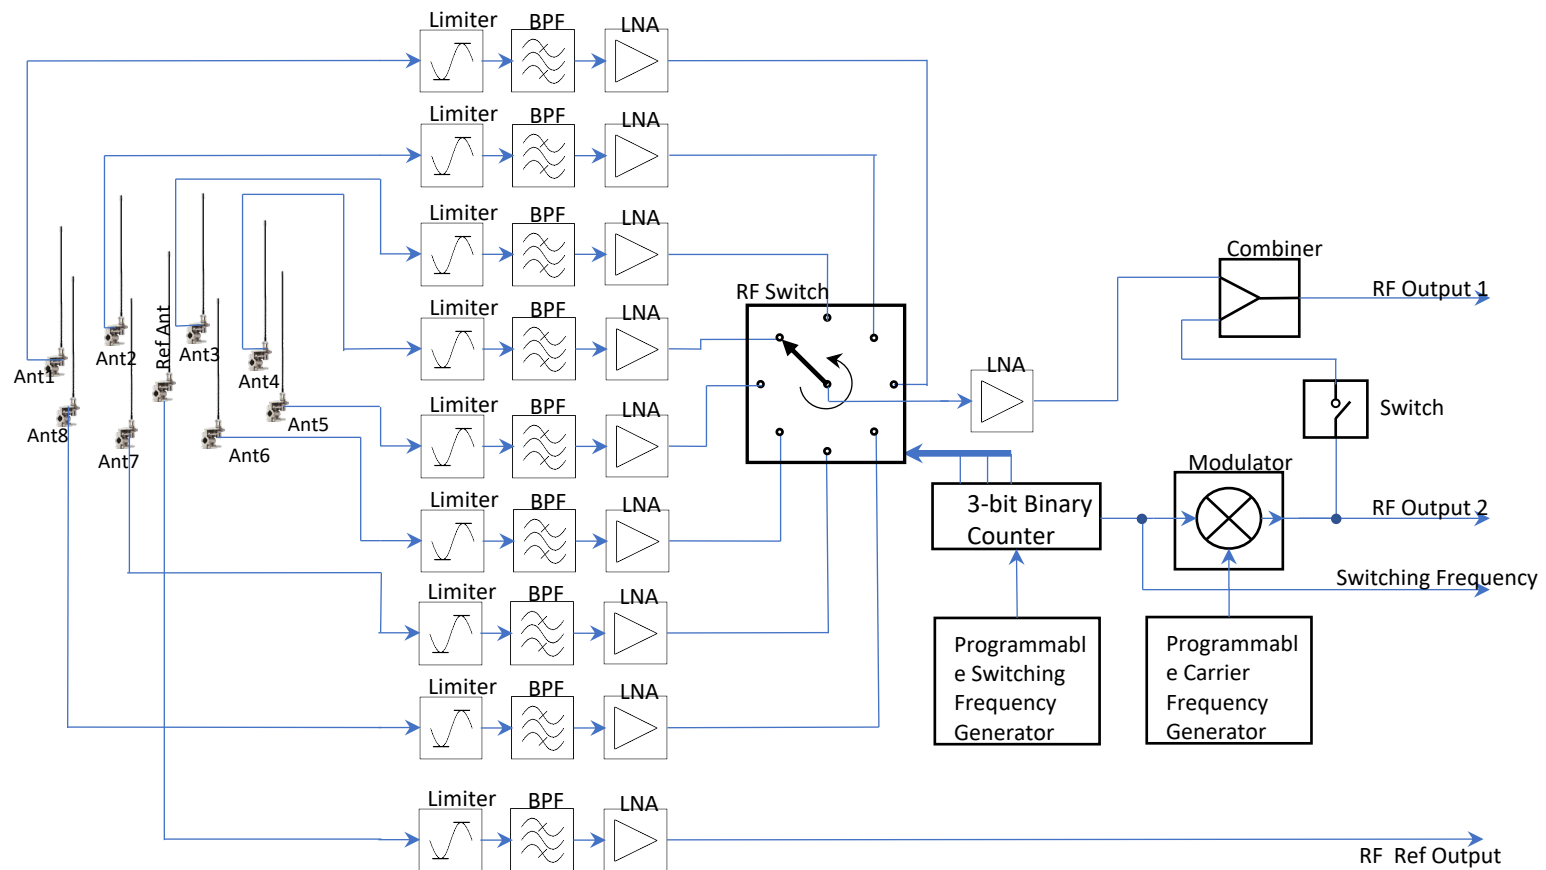 Limiter BPF LNA
Limiter BPF LNA
Limiter BPF LNA
Limiter BPF LNA
Limiter BPF LNA
Limiter BPF LNA
Limiter BPF LNA
Limiter BPF LNA
Limiter BPF LNA
Ant1
Ant2
Ref Ant
Ant3
Ant4
Ant5
Ant6
Ant7
Ant8
RF Switch
LNA
Combiner
RF Output 1
Switch
Modulator
RF Output 2
3-bit Binary
Counter
Switching Frequency
Programmabl
e Switching
Frequency
Generator
Programmabl
e Carrier
Frequency
Generator
RF Ref Output